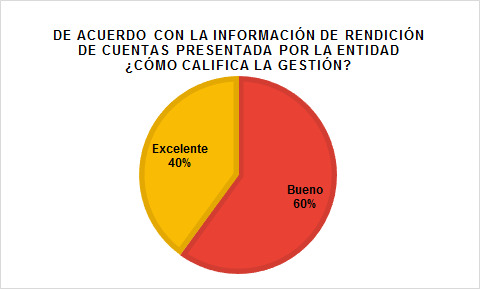 DE ACUERDO CON LA INFORMACIÓN DE RENDICIÓN
DE CUENTAS PRESENTADA POR LA ENTIDAD
¿CÓMO CALIFICA LA GESTIÓN?
Excelente
40%
Bueno
60%